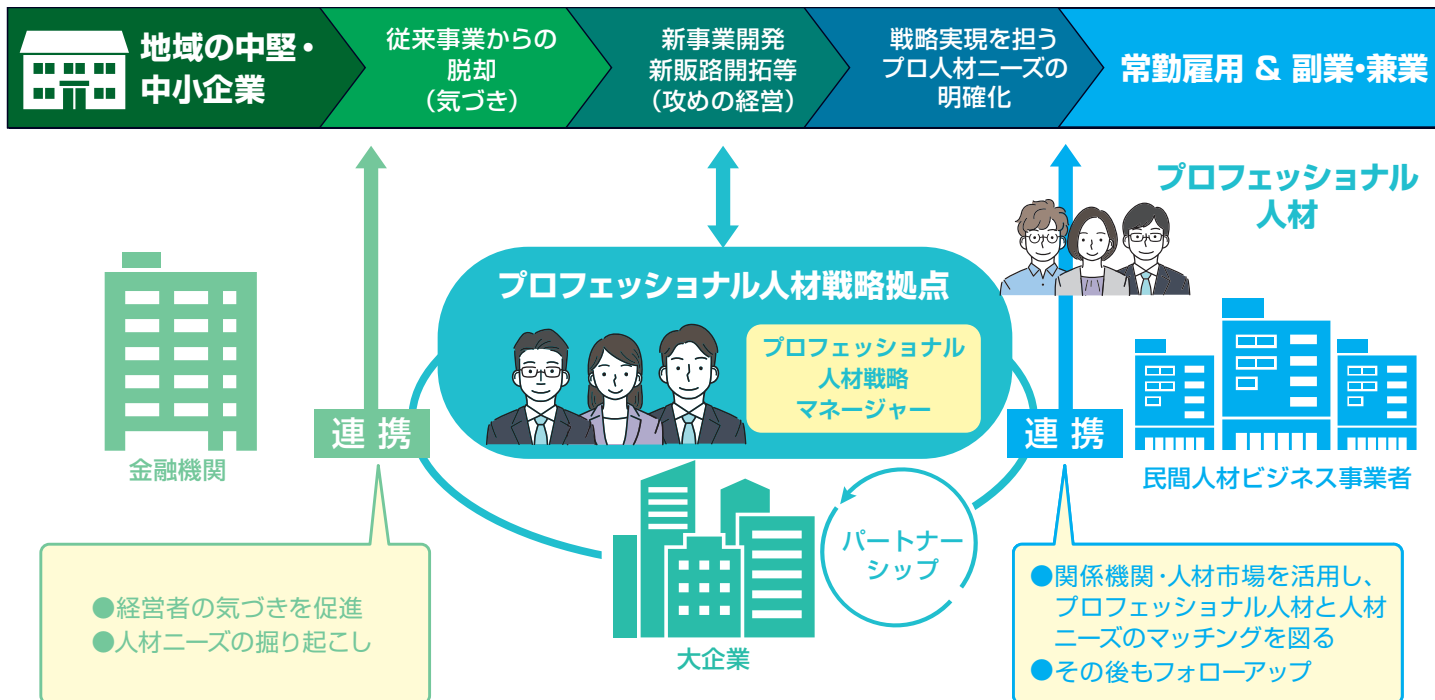 地域の中堅・
中小企業
従来事業からの
脱却
（気づき）
新事業開発
新販路開拓等
（攻めの経営）
戦略実現を担う
プロ人材ニーズの
明確化
常勤雇用 & 副業・兼業
プロフェッショナル
人材
プロフェッショナル人材戦略拠点
プロフェッショナル
人材戦略
マネージャー
連携
金融機関
連携
民間人材ビジネス事業者
パートナー
シップ
大企業
●経営者の気づきを促進
●人材ニーズの掘り起こし
●関係機関・人材市場を活用し、
プロフェッショナル人材と人材
ニーズのマッチングを図る
●その後もフォローアップ